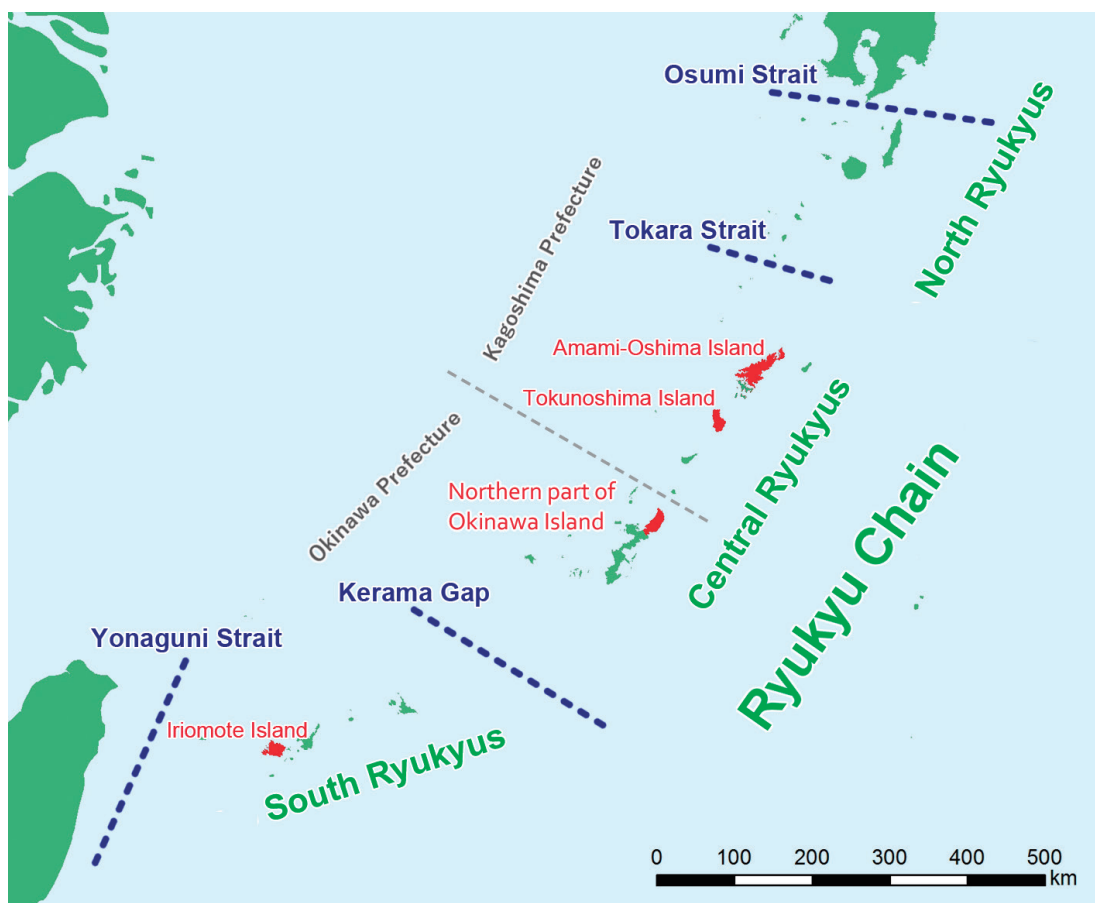 Osumi Strait
North Ryukyus
Kagoshima Prefecture
Tokara Strait
Amami-Oshima Island
Tokunoshima Island
Okinawa Prefecture
Northern part of
Okinawa Island
Central Ryukyus
Ryukyu Chain
Kerama Gap
Yonaguni Strait
Iriomote Island
South Ryukyus
0 100 200 300 400 500
km